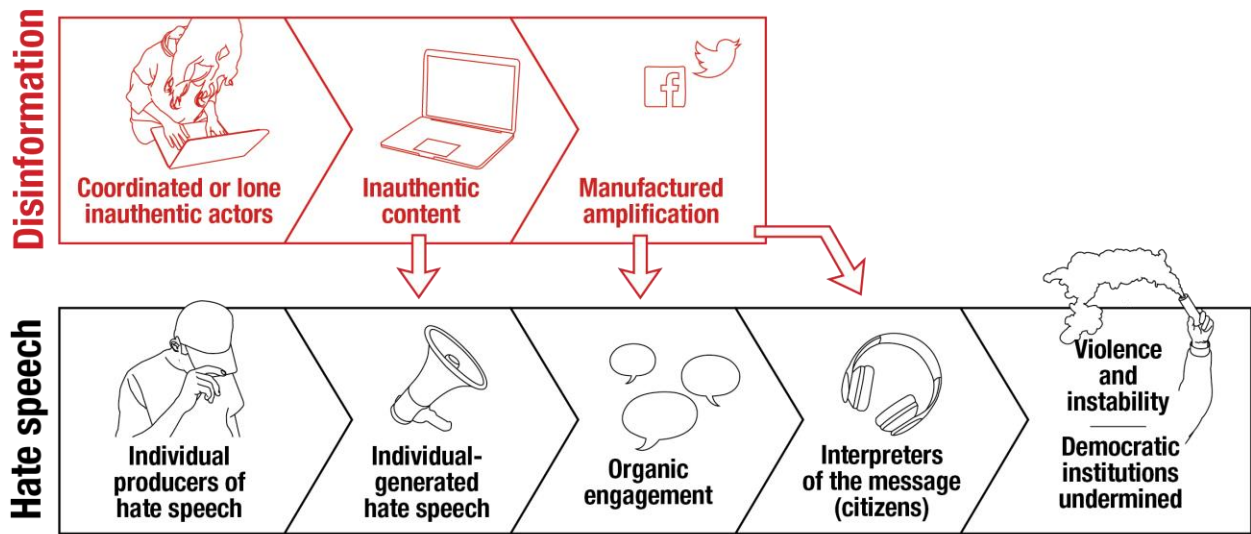 Disinformation
Coordinated or lone
inauthentic actors
Inauthentic
content
f
Manufactured
amplification
Hate speech
Individual
producers of
hate speech
Individual-
generated
hate speech
Organic
engagement
Interpreters
of the message
(citizens)
Violence
and
instability
Democratic
institutions
undermined